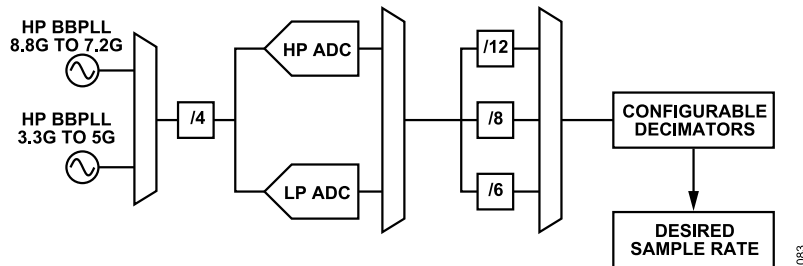 HP BBPLL
8.8G TO 7.2G
HP BBPLL
3.3G TO 5G
/4
HP ADC
LP ADC
/12
/8
/6
CONFIGURABLE
DECIMATORS
DESIRED
SAMPLE RATE
083